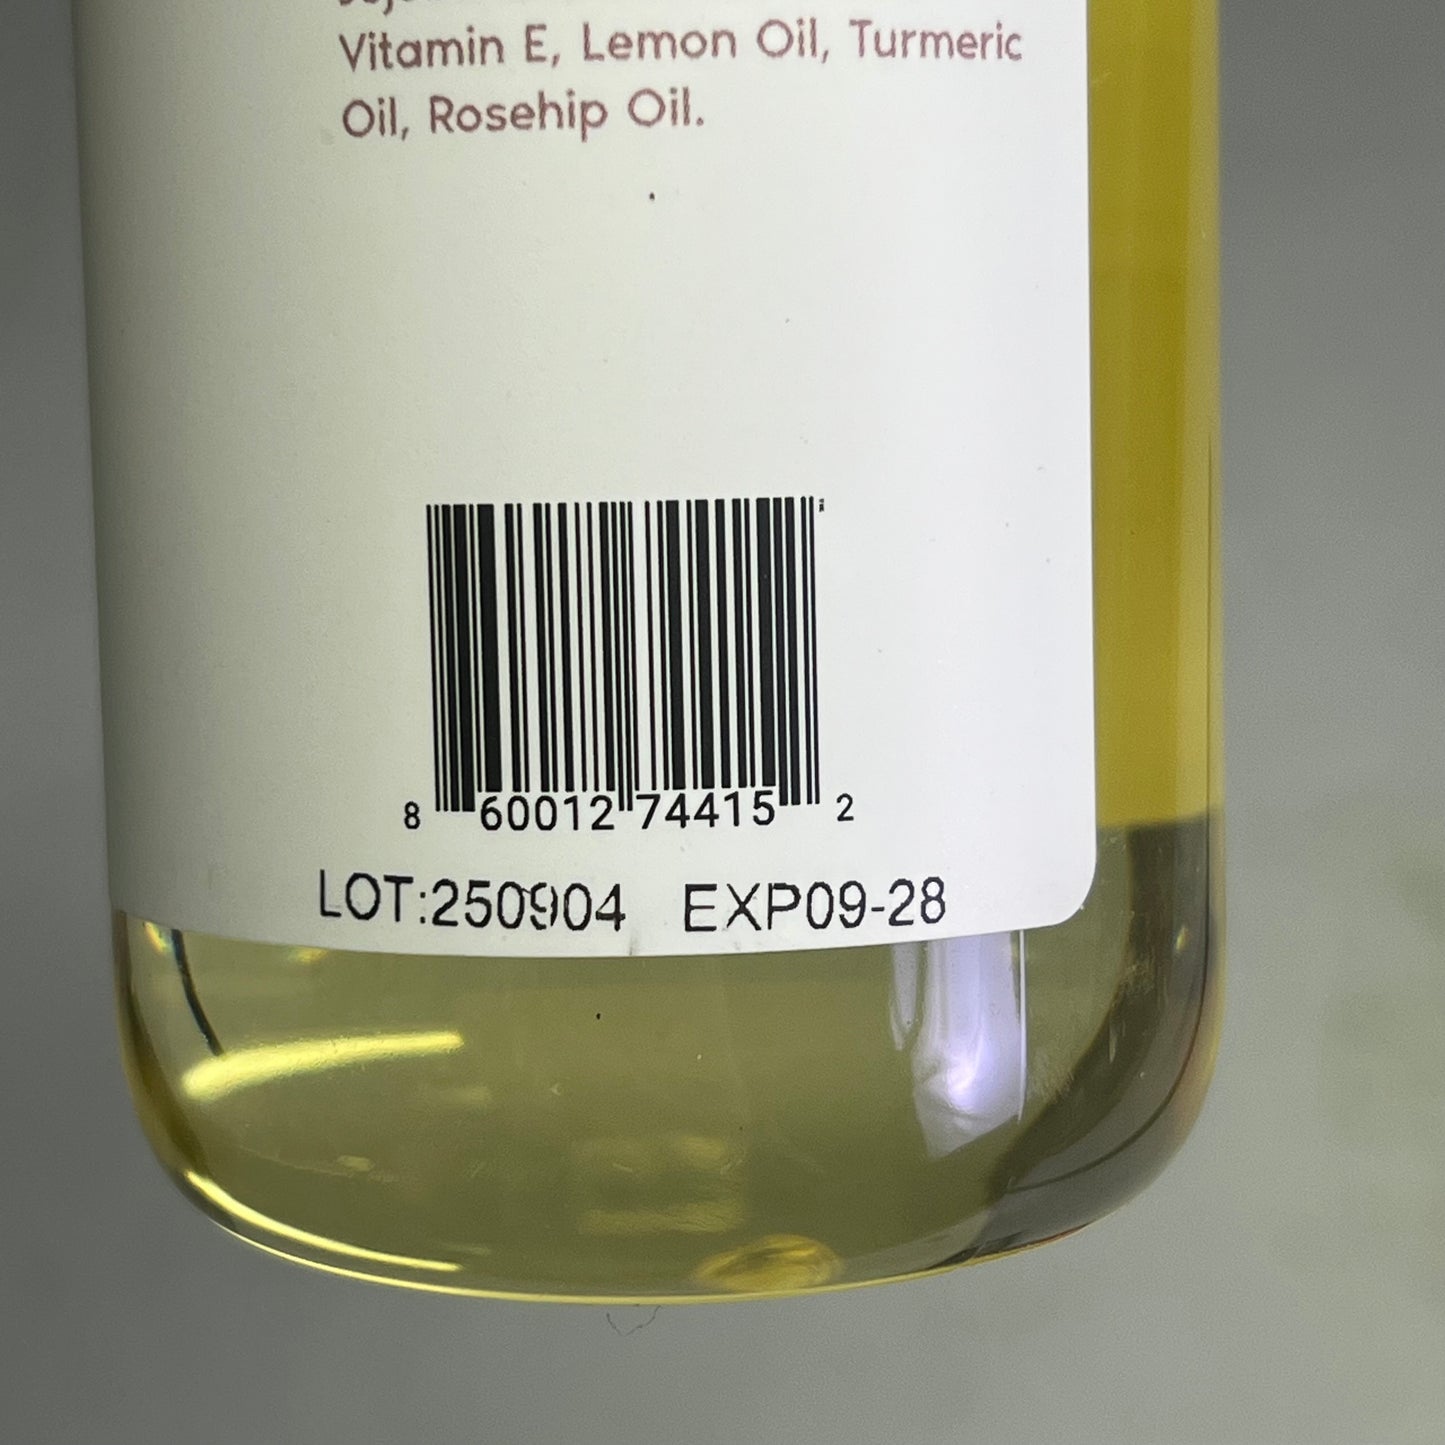 Vitamin E, Lemon Oil, Turmeric
Oil, Rosehip Oil.
8 60012 74415 2
LOT:250904 EXP09-28